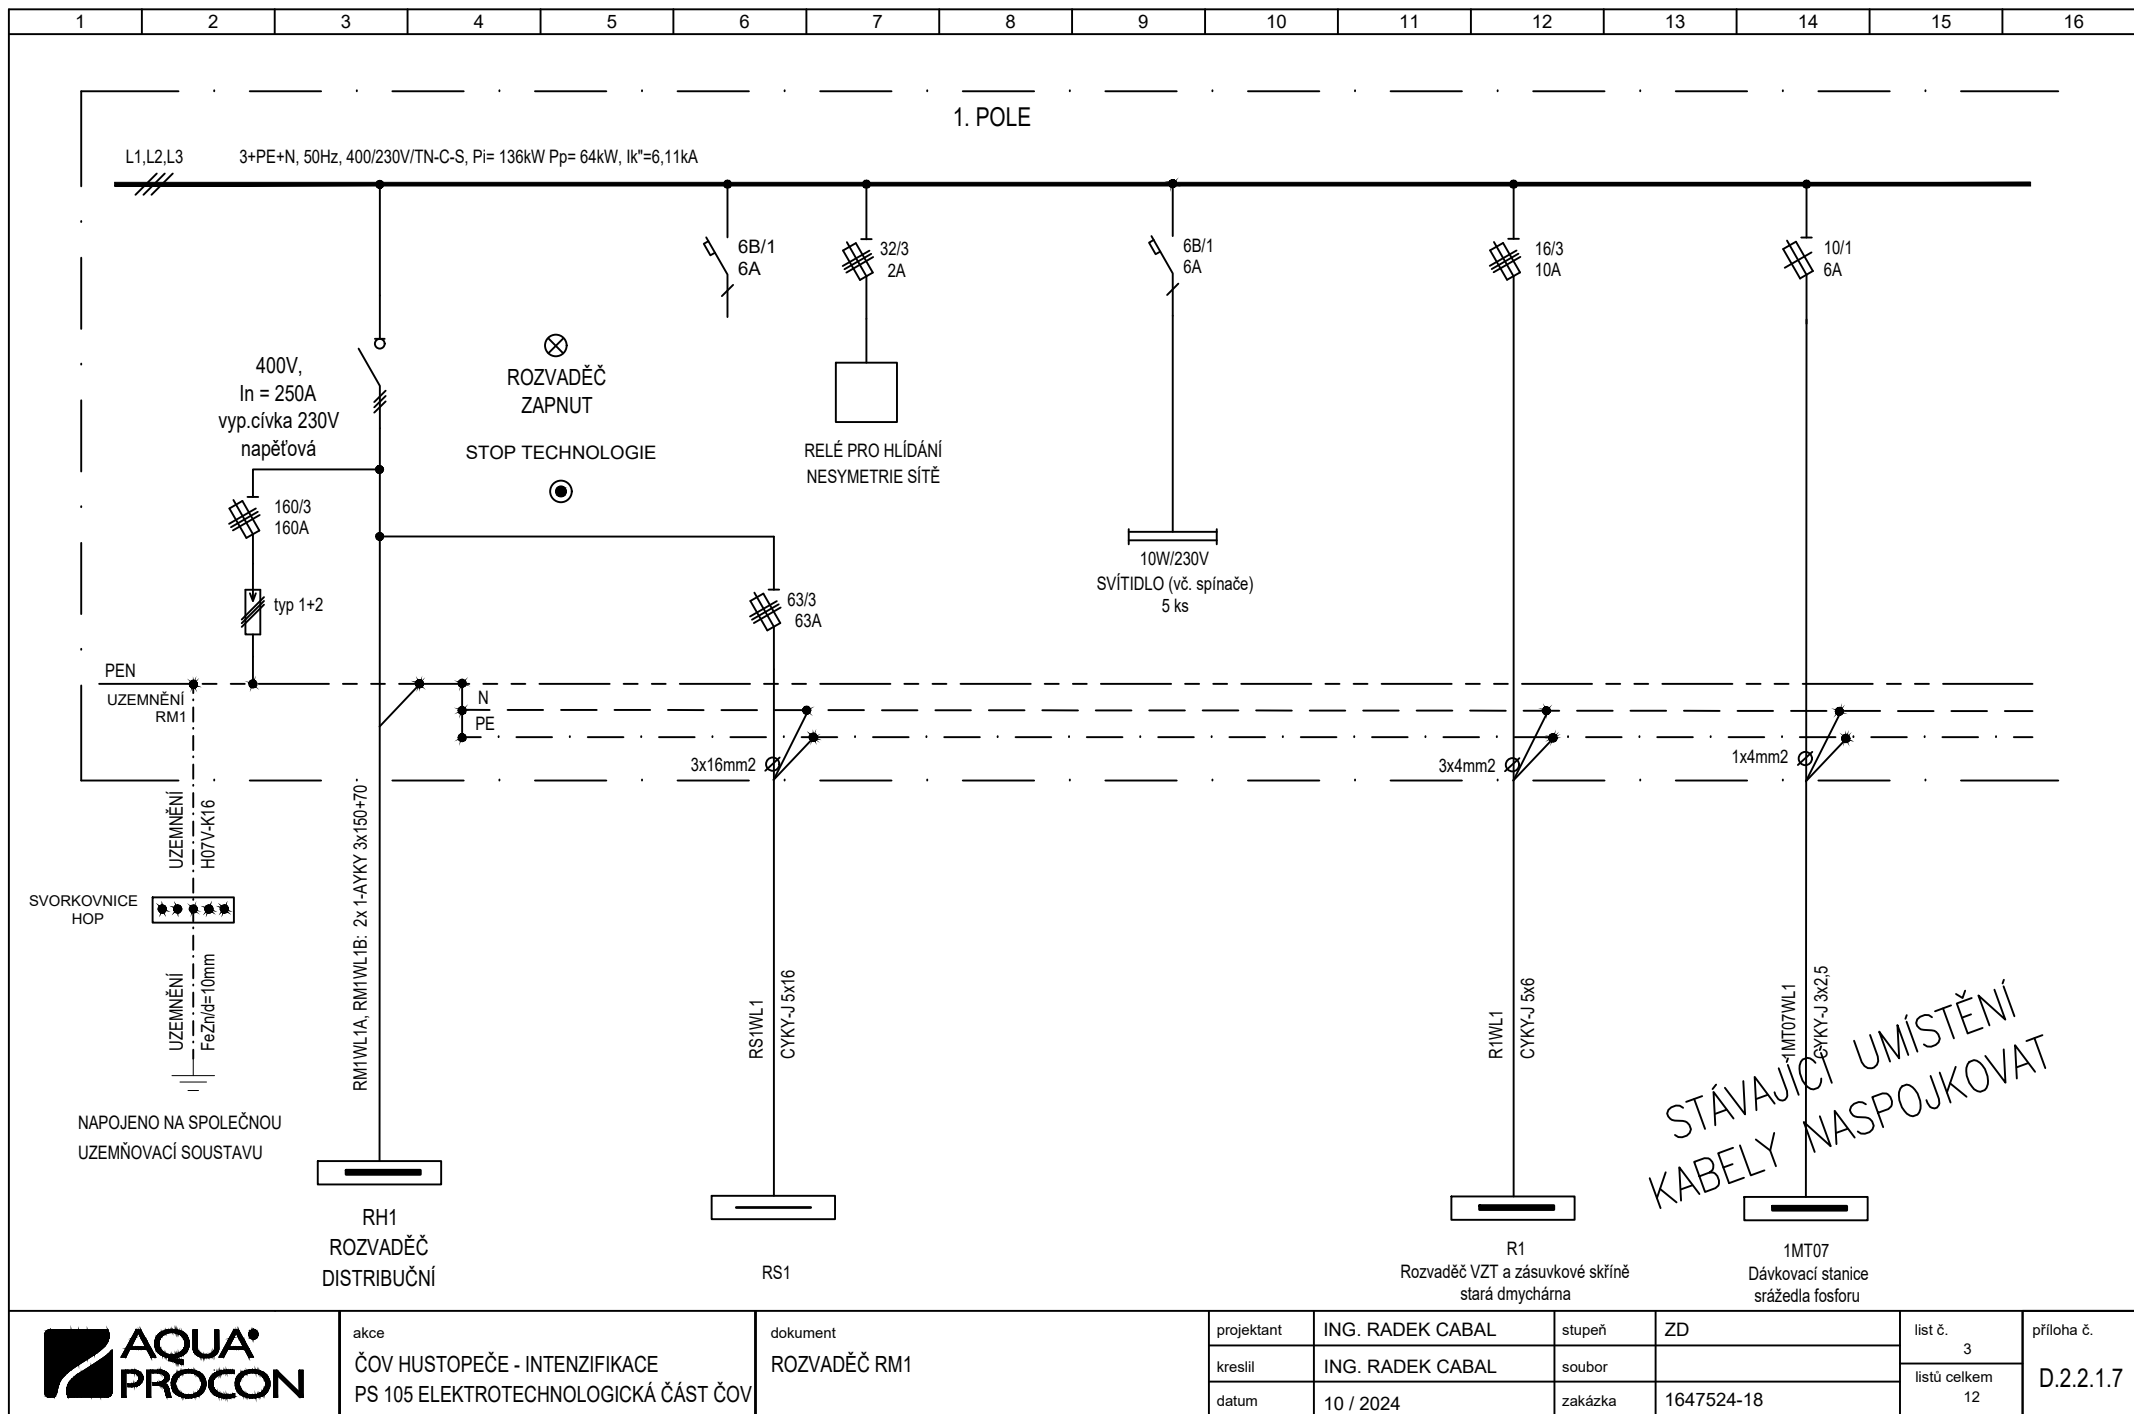 1 2 3 4 5 6 7 8 9 10 11 12 13 14 15 16
1. POLE
L1,L2,L3
3+PE+N, 50Hz, 400/230V/TN-C-S, Pi= 136kW Pp= 64kW, Ik"=6,11kA
6B/1
6A
32/3
2A
6B/1
6A
16/3
10A
10/1
6A
400V,
In = 250A
vyp.cívka 230V
napěťová
ROZVADĚČ
ZAPNUT
STOP TECHNOLOGIE
RELÉ PRO HLÍDÁNÍ
NESYMETRIE SÍTĚ
160/3
160A
typ 1+2
10W/230V
SVÍTIDLO (vč. spínače)
5 ks
63/3
63A
PEN
UZEMNĚNÍ
RM1
N
PE
3x16mm2
3x4mm2
1x4mm2
UZEMNĚNÍ
H07V-K16
SVORKOVNICE
HOP
UZEMNĚNÍ
FeZn/d=10mm
NAPOJENO NA SPOLEČNOU
UZEMŇOVACÍ SOUSTAVU
RM1WL1A, RM1WL1B: 2x 1-AYKY 3x150+70
RS1WL1
CYKY-J 5x16
R1WL1
CYKY-J 5x6
1MT07WL1
CYKY-J 3x2,5
STÁVAJÍCÍ UMÍSTĚNÍ
KABELY NASPOJKOVAT
RH1
ROZVADĚČ
DISTRIBUČNÍ
RS1
R1
Rozvaděč VZT a zásuvkové skříně
stará dmychárna
1MT07
Dávkovací stanice
srážedla fosforu
AQUA
PROCON
akce
ČOV HUSTOPEČE - INTENZIFIKACE
PS 105 ELEKTROTECHNOLOGICKÁ ČÁST ČOV
dokument
ROZVADĚČ RM1
projektant ING. RADEK CABAL
kreslil ING. RADEK CABAL
datum 10 / 2024
stupeň ZD
soubor
zakázka 1647524-18
list č.
3
listů celkem
12
příloha č.
D.2.2.1.7